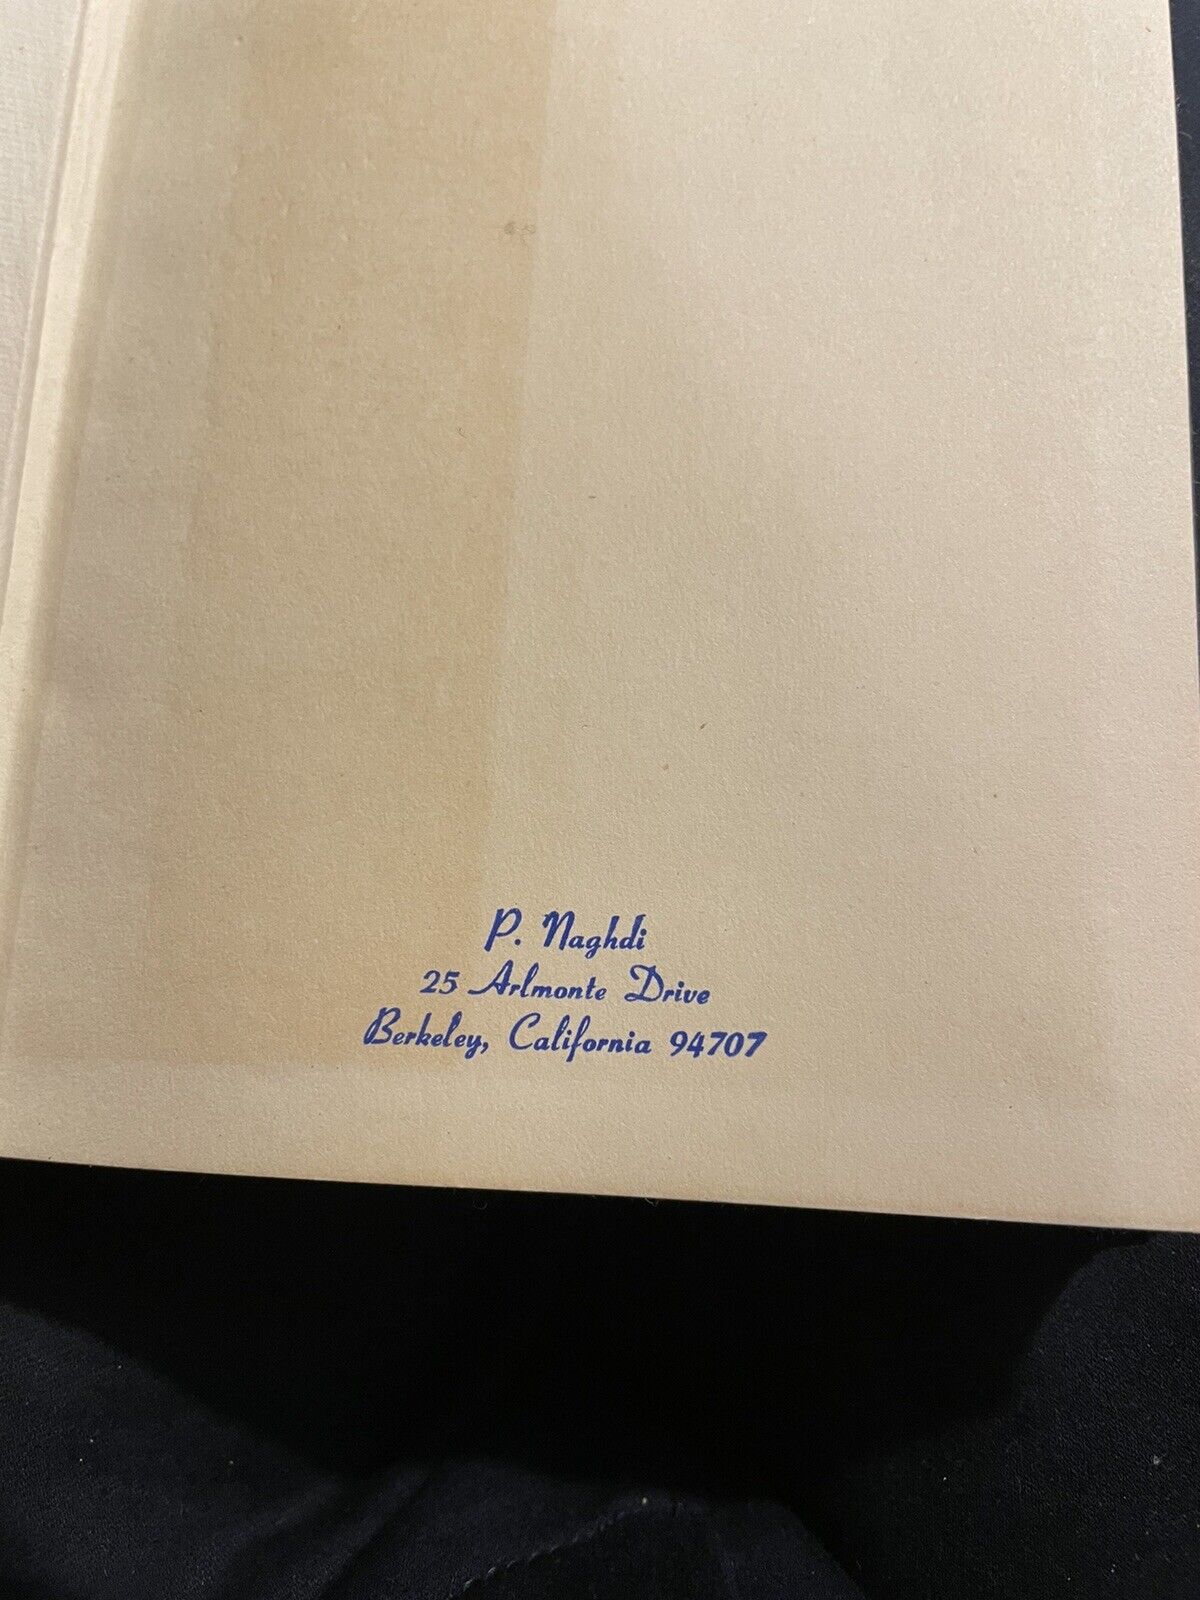 P. Naghdi
25 Arlmonte Drive
Berkeley, California 94707